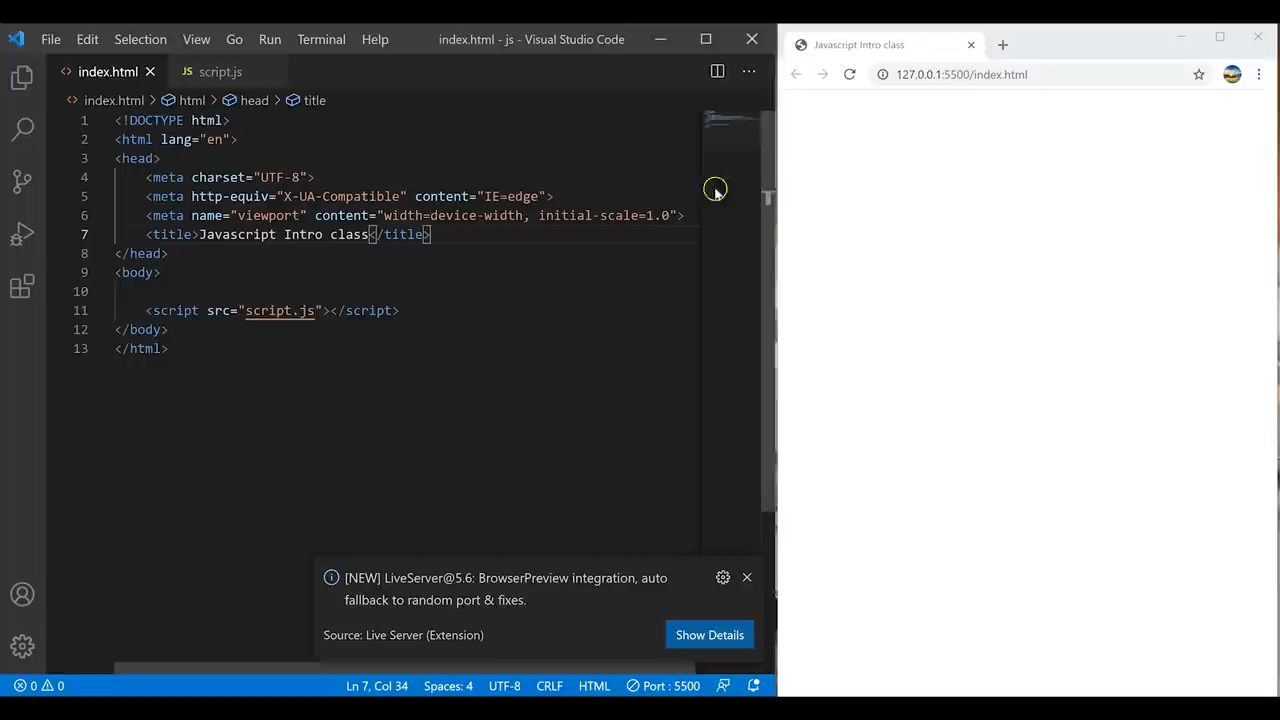 File Edit Selection View Go Run Terminal Help index.html - js - Visual Studio Code
index.html script.js
index.html > html > head > title
1 <!DOCTYPE html>
2 <html lang="en">
3 <head>
4 <meta charset="UTF-8">
5 <meta http-equiv="X-UA-Compatible" content="IE=edge">
6 <meta name="viewport" content="width=device-width, initial-scale=1.0">
7 <title>Javascript Intro class</title>
8 </head>
9 <body>
10
11 <script src="script.js"></script>
12 </body>
13 </html>
[NEW] LiveServer@5.6: BrowserPreview integration, auto
fallback to random port & fixes.
Source: Live Server (Extension) Show Details
0 0 Ln 7, Col 34 Spaces: 4 UTF-8 CRLF HTML Port : 5500
Javascript Intro class
127.0.0.1:5500/index.html